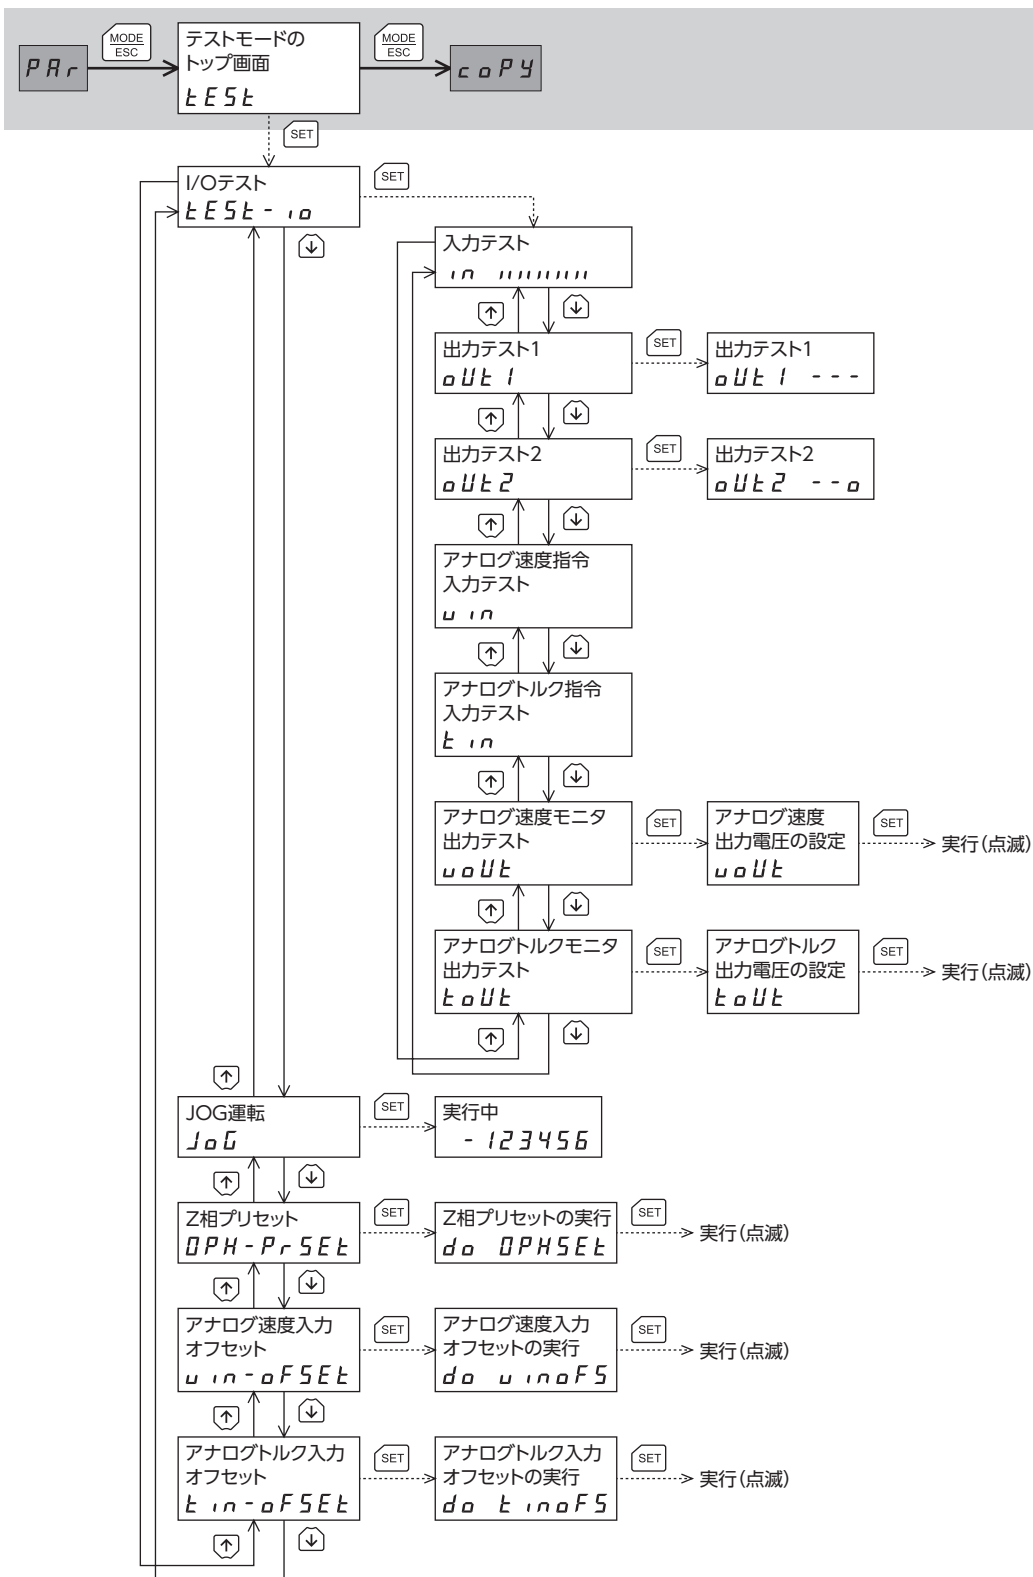 PAr
MODE
ESC
テストモードの
トップ画面
tESt
MODE
ESC
coPY
SET
I/Oテスト
tESt-io
SET
入力テスト
in
出力テスト1
oUt1
SET
出力テスト1
oUt1 ---
出力テスト2
oUt2
SET
出力テスト2
oUt2 --o
アナログ速度指令
入力テスト
vin
アナログトルク指令
入力テスト
tin
アナログ速度モニタ
出力テスト
voUt
SET
アナログ速度
出力電圧の設定
voUt
SET
実行(点滅)
アナログトルクモニタ
出力テスト
toUt
SET
アナログトルク
出力電圧の設定
toUt
SET
実行(点滅)
JOG運転
JoG
SET
実行中
-123456
Z相プリセット
0PH-PrSEt
SET
Z相プリセットの実行
do 0PHSEt
SET
実行(点滅)
アナログ速度入力
オフセット
vin-oFSEt
SET
アナログ速度入力
オフセットの実行
do vinoFS
SET
実行(点滅)
アナログトルク入力
オフセット
tin-oFSEt
SET
アナログトルク入力
オフセットの実行
do tinoFS
SET
実行(点滅)